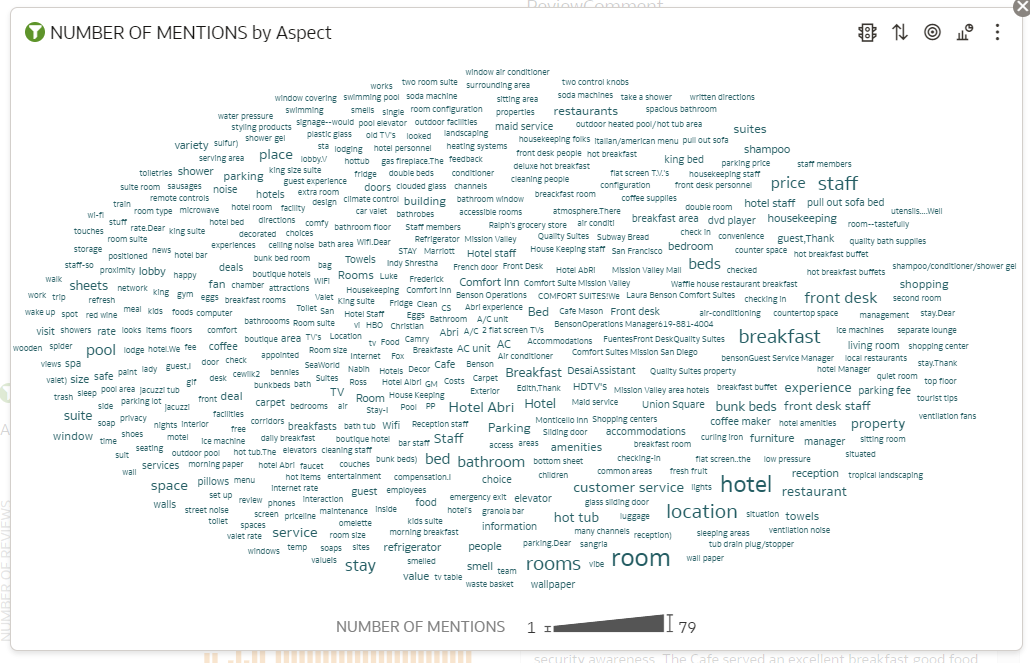 ReviewComment
NUMBER OF MENTIONS by Aspect
window air conditioner
works two room suite surrounding area two control knobs
window covering swimming pool soda machine sitting area soda machines take a shower written directions
water pressure swimming smells single room configuration properties restaurants spacious bathroom
styling products signage--would pool elevator outdoor facilities maid service outdoor heated pool/hot tub area suites
shower gel plastic glass old TV's looked landscaping housekeeping folks italian/american menu pull out sofa
variety sulfur) sta lodging hotel personnel heating systems front desk people hot breakfast shampoo
serving area place lobby.V hottub gas fireplace.The feedback deluxe hot breakfast king bed parking price staff members
toiletries shower king size suite fridge double beds conditioner cleaning people flat screen T.V.'s housekeeping staff
suite room sausages parking guest experience doors clouded glass channels configuration front desk personnel price staff
remote controls noise hotels extra room climate control building bathroom window breackfast room coffee supplies hotel staff pull out sofa bed
train room type microwave hotel room facility design car valet bathrobes accessible rooms atmosphere.There double room utensils....Well
wi-fi stuff rate.Dear king suite hotel bed directions comfy bathroom floor Staff members Ralph's grocery store air conditi breakfast area dvd player housekeeping room--tastefully
touches room suite decorated choices Refrigerator Mission Valley Quality Suites Subway Bread check in convenience guest,Thank quality bath supplies
storage positioned news hotel bar experiences ceiling noise bath area Wifi.Dear STAY Marriott Hotel staff House Keeping staff San Francisco bedroom counter space hot breakfast buffet
staff-so proximity lobby happy deals bunk bed room bag Towels Indy Shrestha French door Front Desk Hotel AbRI Mission Valley Mall beds checked hot breakfast buffets shampoo/conditioner/shower gel
walk sheets network king fan chamber boutique hotels attractions WIFI Rooms Luke Frederick Comfort Inn Comfort Suite Mission Valley Waffle house restaurant breakfast shopping
work trip refresh gym eggs breakfast rooms Valet King suite Housekeeping Comfort Inn Benson Operations COMFORT SUITES!We Laura Benson Comfort Suites checking in front desk second room
wake up spot red wine meal kids foods computer Toilet San Hotel Staff Fridge Clean CS Abri experience Bed Cafe Mason Front desk air-conditioning countertop space management stay.Dear
visit showers rate looks items floors comfort bathroooms Room suite vi HBO Christian Eggs Bathroom A/C unit BensonOperations Manager619-881-4004 ice machines separate lounge
wooden spider pool lodge hotel.We fee coffee boutique area TV's Location tv Food Camry Abri A/C 2 flat screen TVs Accommodations FuentesFront DeskQuality Suites breakfast living room shopping center
views spa door check appointed Room size Internet Fox Breakfaste AC unit AC Air conditioner Comfort Suites Mission San Diego bensonGuest Service Manager local restaurants stay.Thank
valet) size safe paint lady guest,I desk cewlik2 bennies SeaWorld Nabih Hotels Decor Cafe Benson Breakfast DesaiAssistant Quality Suites property hotel Manager quiet room top floor
trash sleep pool area jacuzzi tub gif bunkbeds bath Suites Ross Hotel Albri GM Costs Carpet Edith,Thank HDTV's Mission Valley area hotels breakfast buffet experience parking fee tourist tips
side parking lot jacuzzi front deal carpet bedrooms air TV Room House Keeping Exterior Maid service Union Square bunk beds front desk staff
suite soap privacy facilities corridors Stay-I Pool PP Hotel Abri Hotel Monticello Inn Shopping centers coffee maker hotel amenities property ventilation fans
window time shoes nights interior free breakfasts bath tub Wifi Reception staff Parking Sliding door accommodations curling iron furniture manager sitting room
suit seating motel ice machine daily breakfast boutique hotel bar staff Staff access areas amenities breakfast room situated
wall services outdoor pool hot tub.The elevators cleaning staff bunk beds) bed bathroom bottom sheet checking-in flat screen..the low pressure
morning paper hotel Abri faucet couches common areas fresh fruit reception tropical landscaping
space pillows menu hot items entertainment compensation.I choice children customer service lights hotel restaurant
set up internet rate guest employees emergency exit elevator glass sliding door
walls street noise review phones interaction food hotel's granola bar hot tub luggage location situation towels
toilet spaces screen priceline maintenance inside kids suite information many channels reception) sleeping areas ventilation noise
valet rate service omelette room size morning breakfast parking.Dear sangria tub drain plug/stopper
windows temp soaps sites refrigerator people rooms vibe room wall paper
valuels stay smelled smell team
value tv table waste basket wallpaper
NUMBER OF MENTIONS 1 79
NUMBER OF REVIEWS
security awareness. The Cafe served an excellent breakfast good food